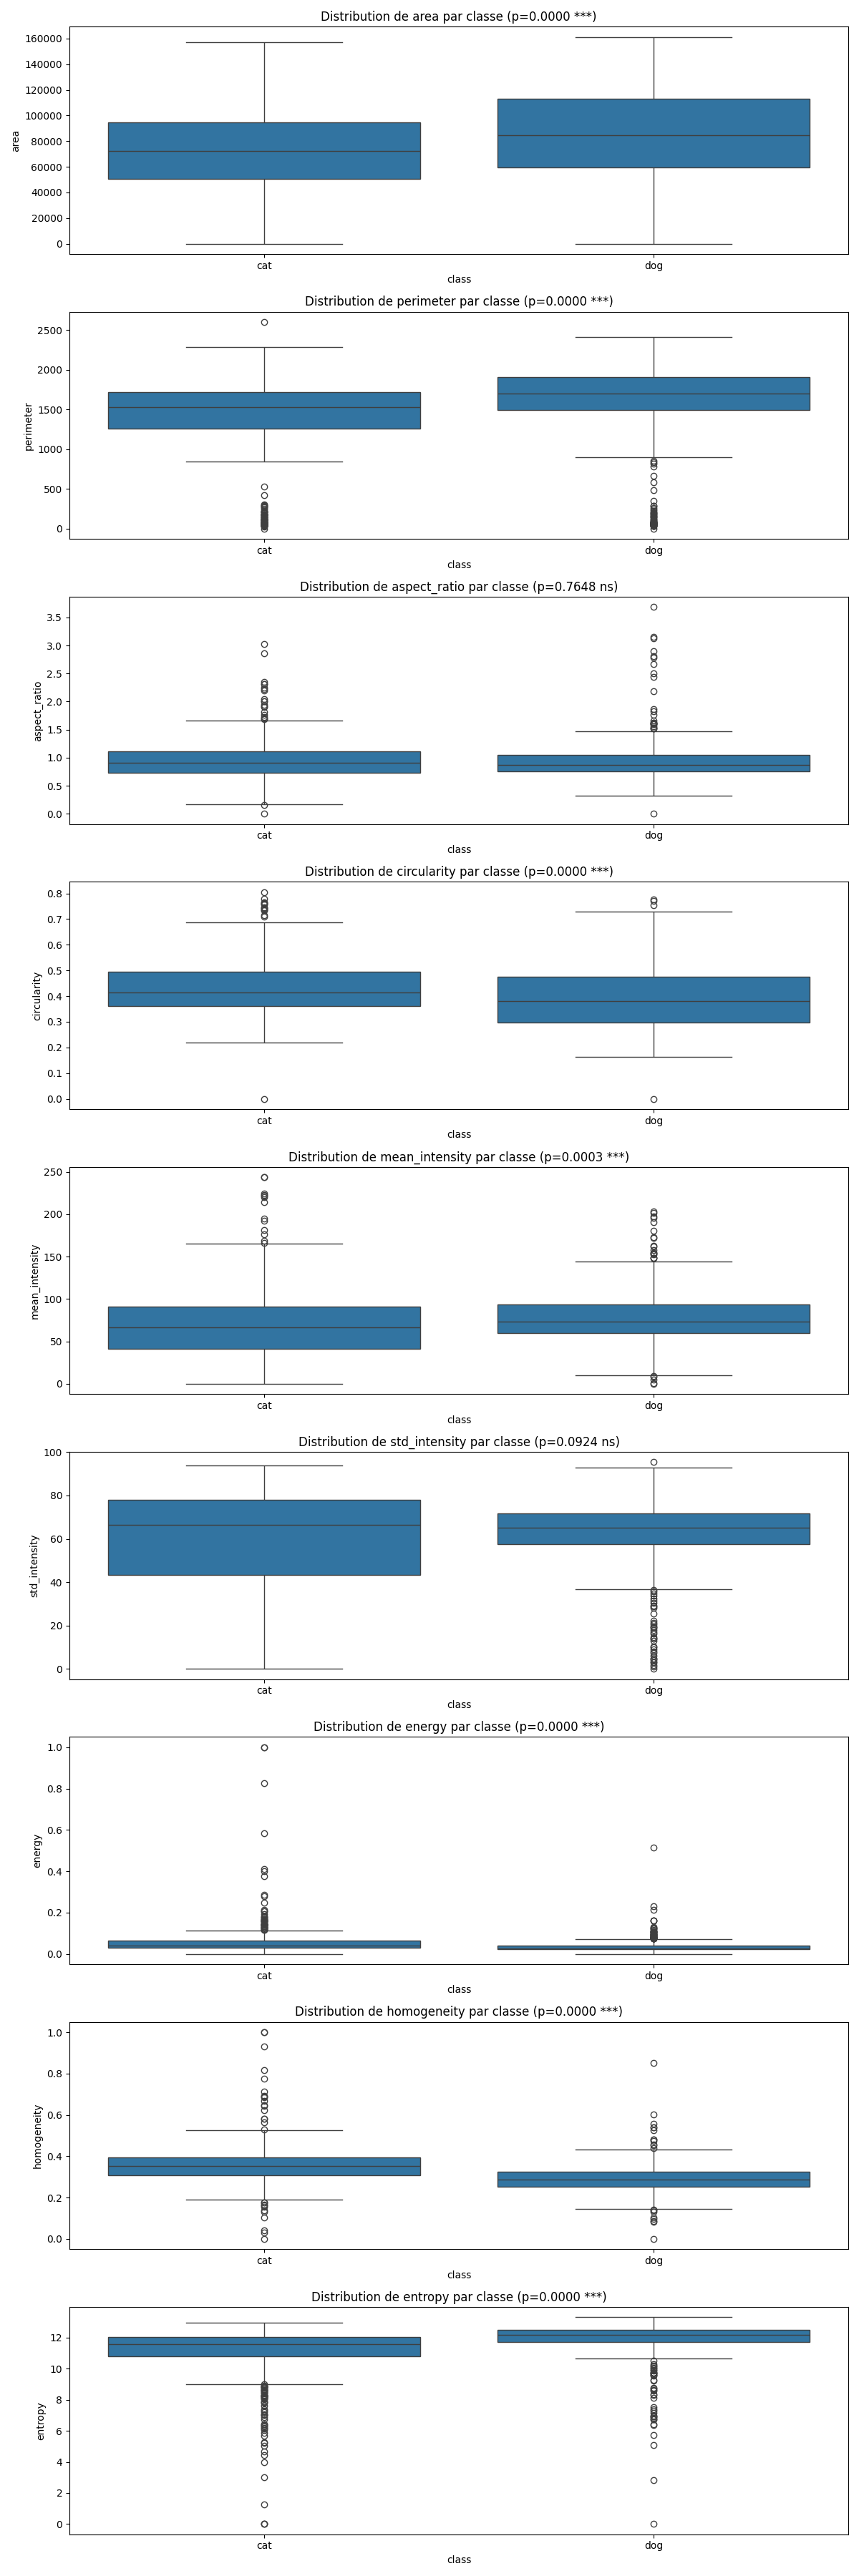 Distribution de area par classe (p=0.0000 ***)
160000
140000
120000
100000
80000
60000
40000
20000
0
area
cat
dog
class
Distribution de perimeter par classe (p=0.0000 ***)
2500
2000
1500
1000
500
0
perimeter
cat
dog
class
Distribution de aspect_ratio par classe (p=0.7648 ns)
3.5
3.0
2.5
2.0
1.5
1.0
0.5
0.0
aspect_ratio
cat
dog
class
Distribution de circularity par classe (p=0.0000 ***)
0.8
0.7
0.6
0.5
0.4
0.3
0.2
0.1
0.0
circularity
cat
dog
class
Distribution de mean_intensity par classe (p=0.0003 ***)
250
200
150
100
50
0
mean_intensity
cat
dog
class
Distribution de std_intensity par classe (p=0.0924 ns)
100
80
60
40
20
0
std_intensity
cat
dog
class
Distribution de energy par classe (p=0.0000 ***)
1.0
0.8
0.6
0.4
0.2
0.0
energy
cat
dog
class
Distribution de homogeneity par classe (p=0.0000 ***)
1.0
0.8
0.6
0.4
0.2
0.0
homogeneity
cat
dog
class
Distribution de entropy par classe (p=0.0000 ***)
12
10
8
6
4
2
0
entropy
cat
dog
class